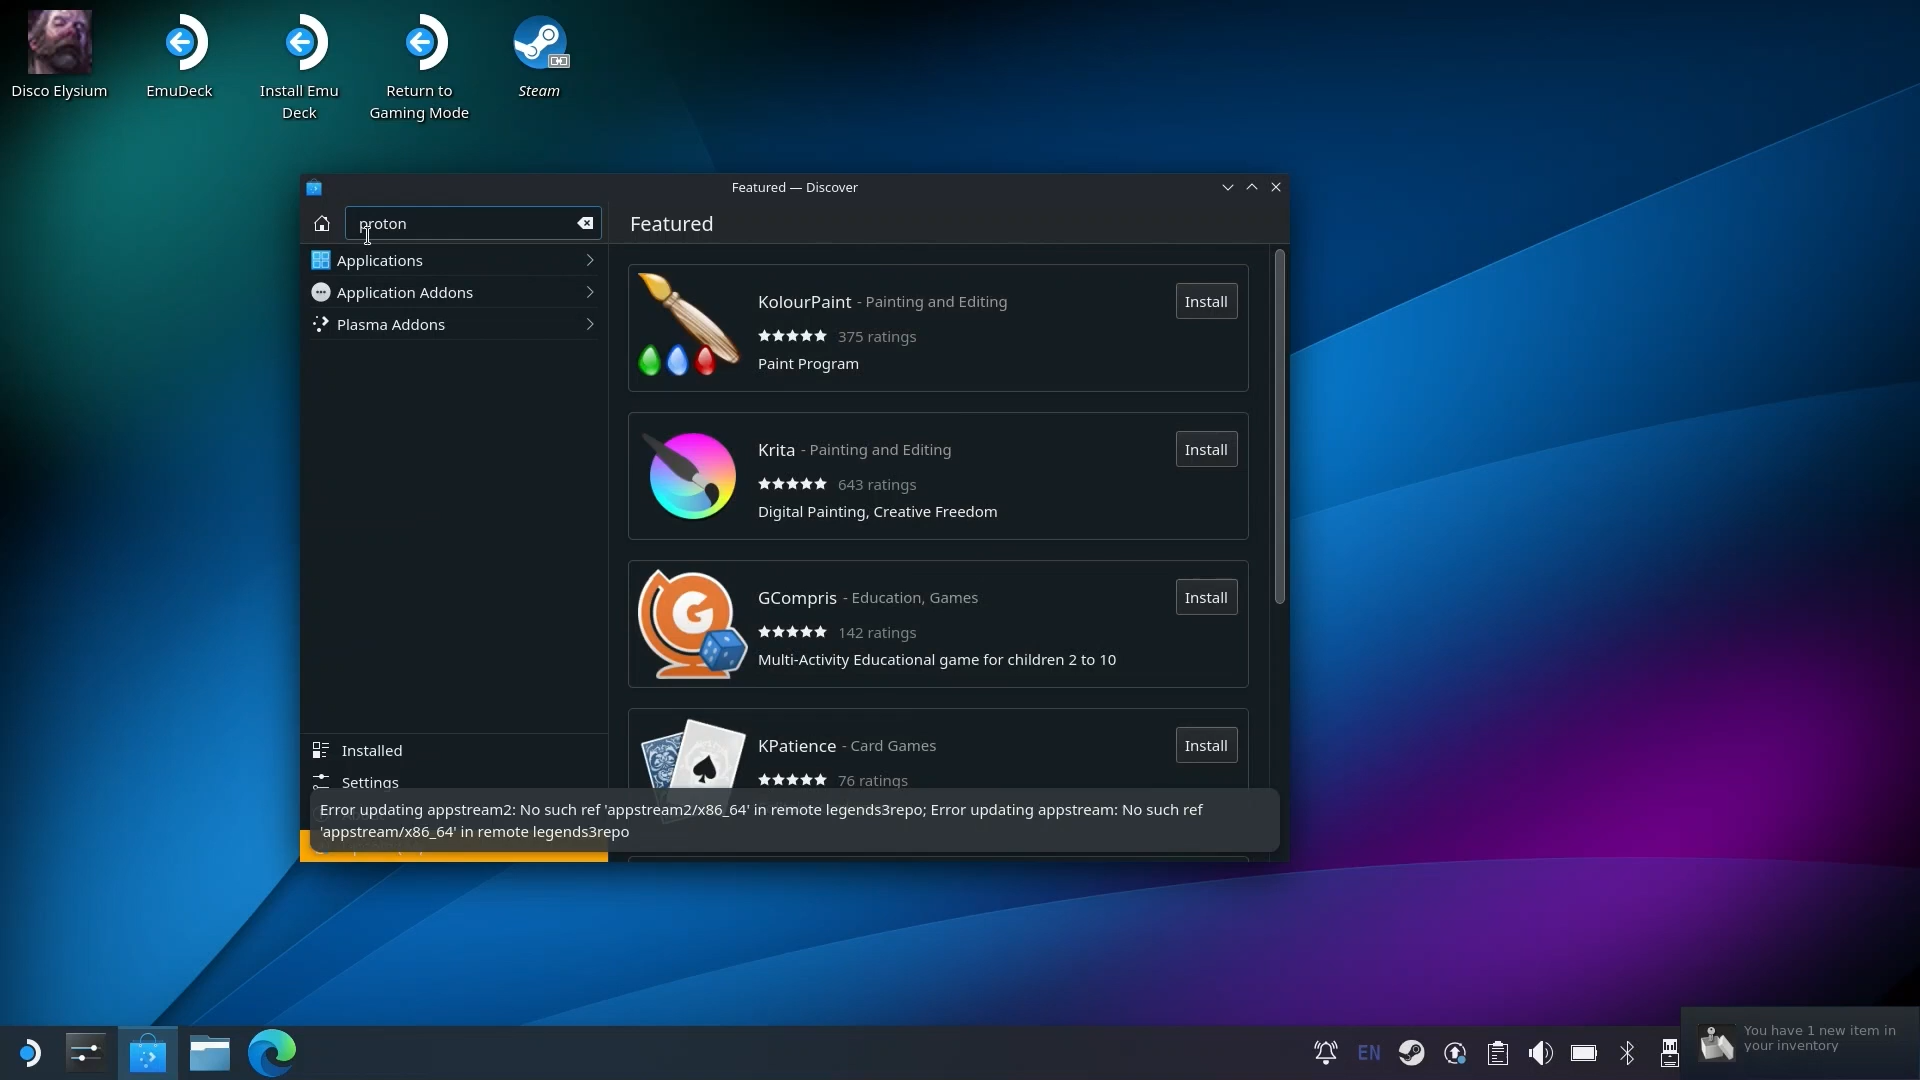 Disco Elysium
EmuDeck
Install Emu
Deck
Return to
Gaming Mode
Steam
Featured — Discover
proton
Featured
Applications
Application Addons
Plasma Addons
KolourPaint - Painting and Editing
Install
375 ratings
Paint Program
Krita - Painting and Editing
Install
643 ratings
Digital Painting, Creative Freedom
GCompris - Education, Games
Install
142 ratings
Multi-Activity Educational game for children 2 to 10
KPatience - Card Games
Install
76 ratings
Installed
Settings
Error updating appstream2: No such ref 'appstream2/x86_64' in remote legends3repo; Error updating appstream: No such ref
'appstream/x86_64' in remote legends3repo
EN
You have 1 new item in
your inventory